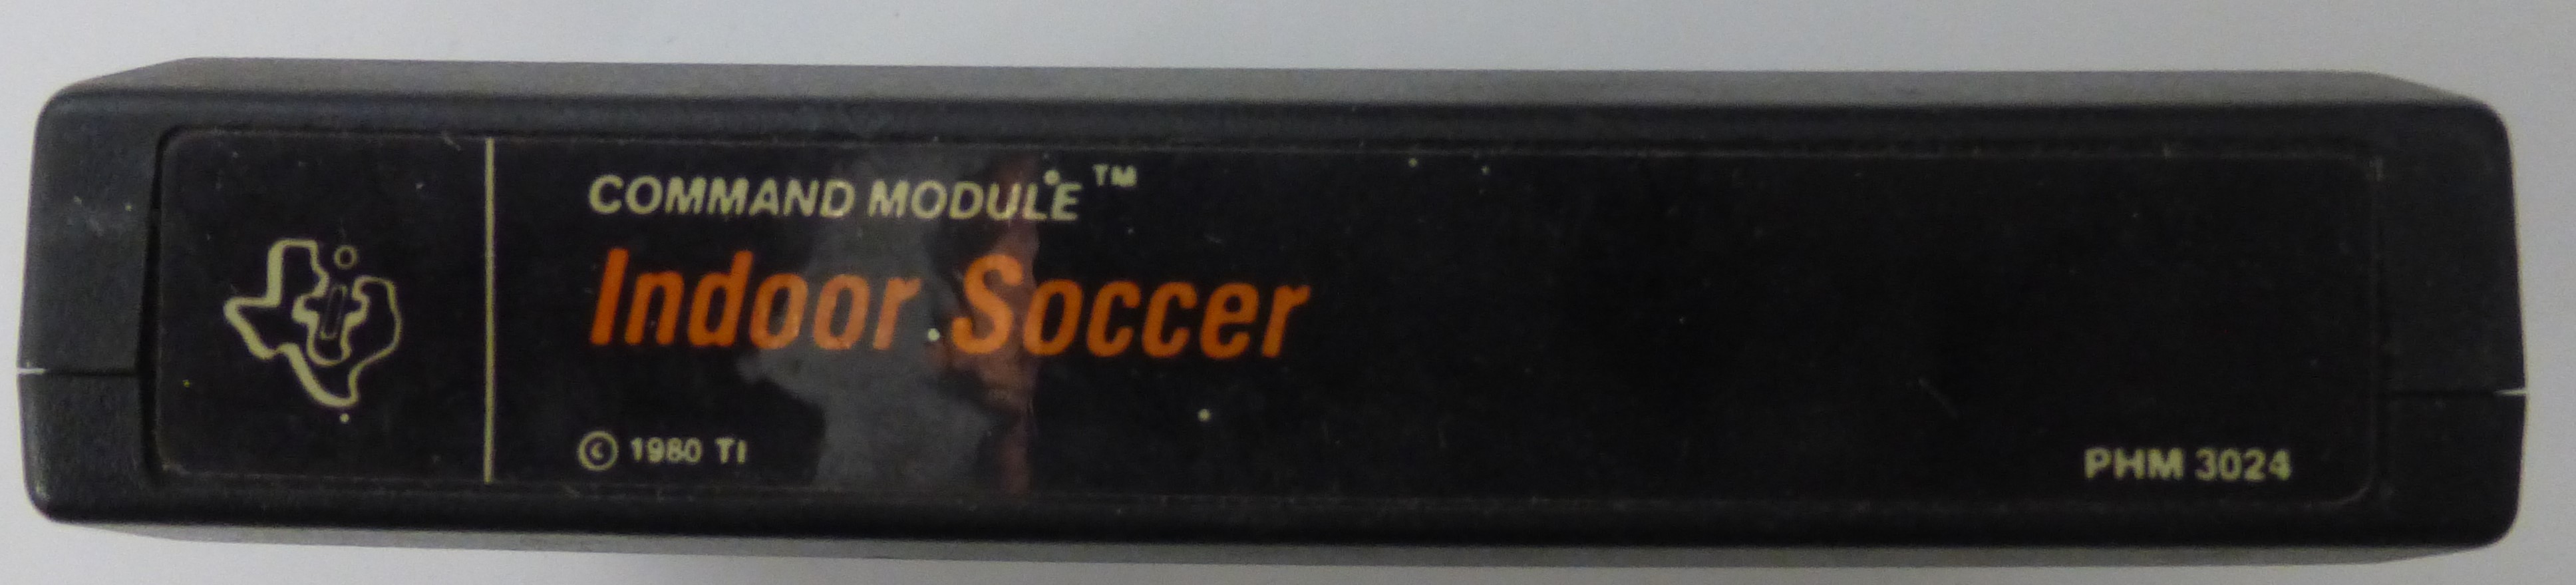 COMMAND MODULE™
Indoor Soccer
© 1980 TI
PHM 3024